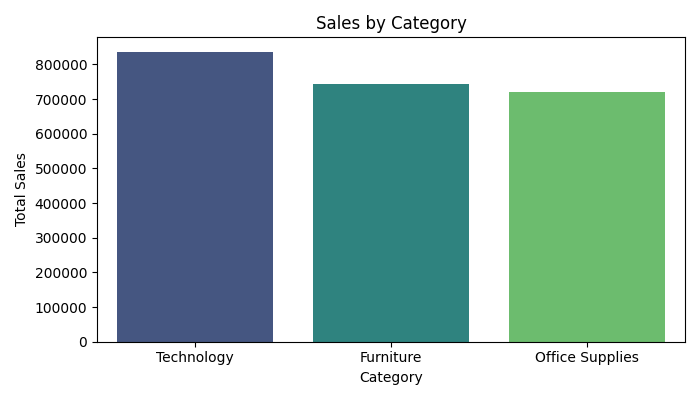 Sales by Category
Total Sales
800000
700000
600000
500000
400000
300000
200000
100000
0
Technology Furniture Office Supplies
Category